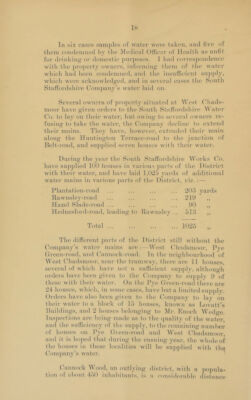 18
In six cases samples of water were taken, and five of
them condemned by the Medical Officer of Health as unfit
for drinking or domestic purposes. I had correspondence
with the property owners, informing them of the water
which had been condemned, and the insufficient supply,
which were acknowledged, and in several cases the South
Staffordshire Company's water laid on.
Several owners of property situated at West Chads-
moor have given orders to the South Staffordshire Water
Co. to lay on their water, but owing to several owners re-
fusing to take the water, the Company decline to extend
their mains. They have, however, extended their main
along the Huntington Terrace-road to the junction of
Belt-road, and supplied seven houses with their water.
During the year the South Staffordshire Works Co.
have supplied 100 houses in various parts of the District
with their water, and have laid 1,025 yards of additional
water mains in various parts of the District, viz. :—
Plantation-road ... 203 yards
Rawnsley-road ... 219 „
Hand Slade-road ... 90 „
Hednesford-road, leading to Rawnsley .. 513 „
Total ... 1025 „
The different parts of the District still without the
Company's water mains are:—West Chadsmoor, Pye
Green-road, and Cannock-road. In the neighbourhood of
West Chadsmoor, near the tramway, there are 11 houses,
several of which have not a sufficient supply, although
orders have been given to the Company to supply 9 of
these with their water. On the Pye Green-road there are
24 houses, which, in some cases, have but a limited supply.
Orders have also been given to the Company to lay on
their water to a block of 15 houses, known as Lovatt's
Buildings, and 2 houses belonging to Mr. Enoch Wedge.
Inspections are being made as to the quality of the water,
and the sufficiency of the supply, to the remaining number
of houses on Pye Green-road and West Chadsmoor,
and it is hoped that during the ensuing year, the whole of
the houses in these localities will be supplied with the
Company's water.
Cannock Wood, an outlying district, with a popula-
tion of about 450 inhabitants, is a considerable distance